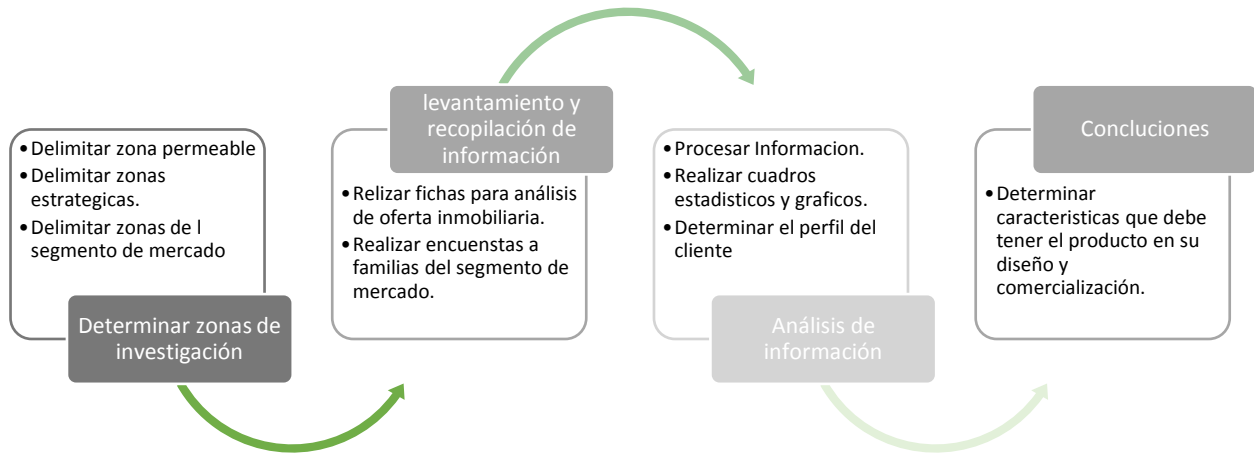 • Delimitar zona permeable
• Delimitar zonas
estrategicas.
• Delimitar zonas de l
segmento de mercado
Determinar zonas de
investigación
levantamiento y
recopilación de
información
• Relizar fichas para análisis
de oferta inmobiliaria.
• Realizar encuenstas a
familias del segmento de
mercado.
• Procesar Informacion.
• Realizar cuadros
estadisticos y graficos.
• Determinar el perfil del
cliente
Análisis de
información
Concluciones
• Determinar
caracteristicas que debe
tener el producto en su
diseño y
comercialización.